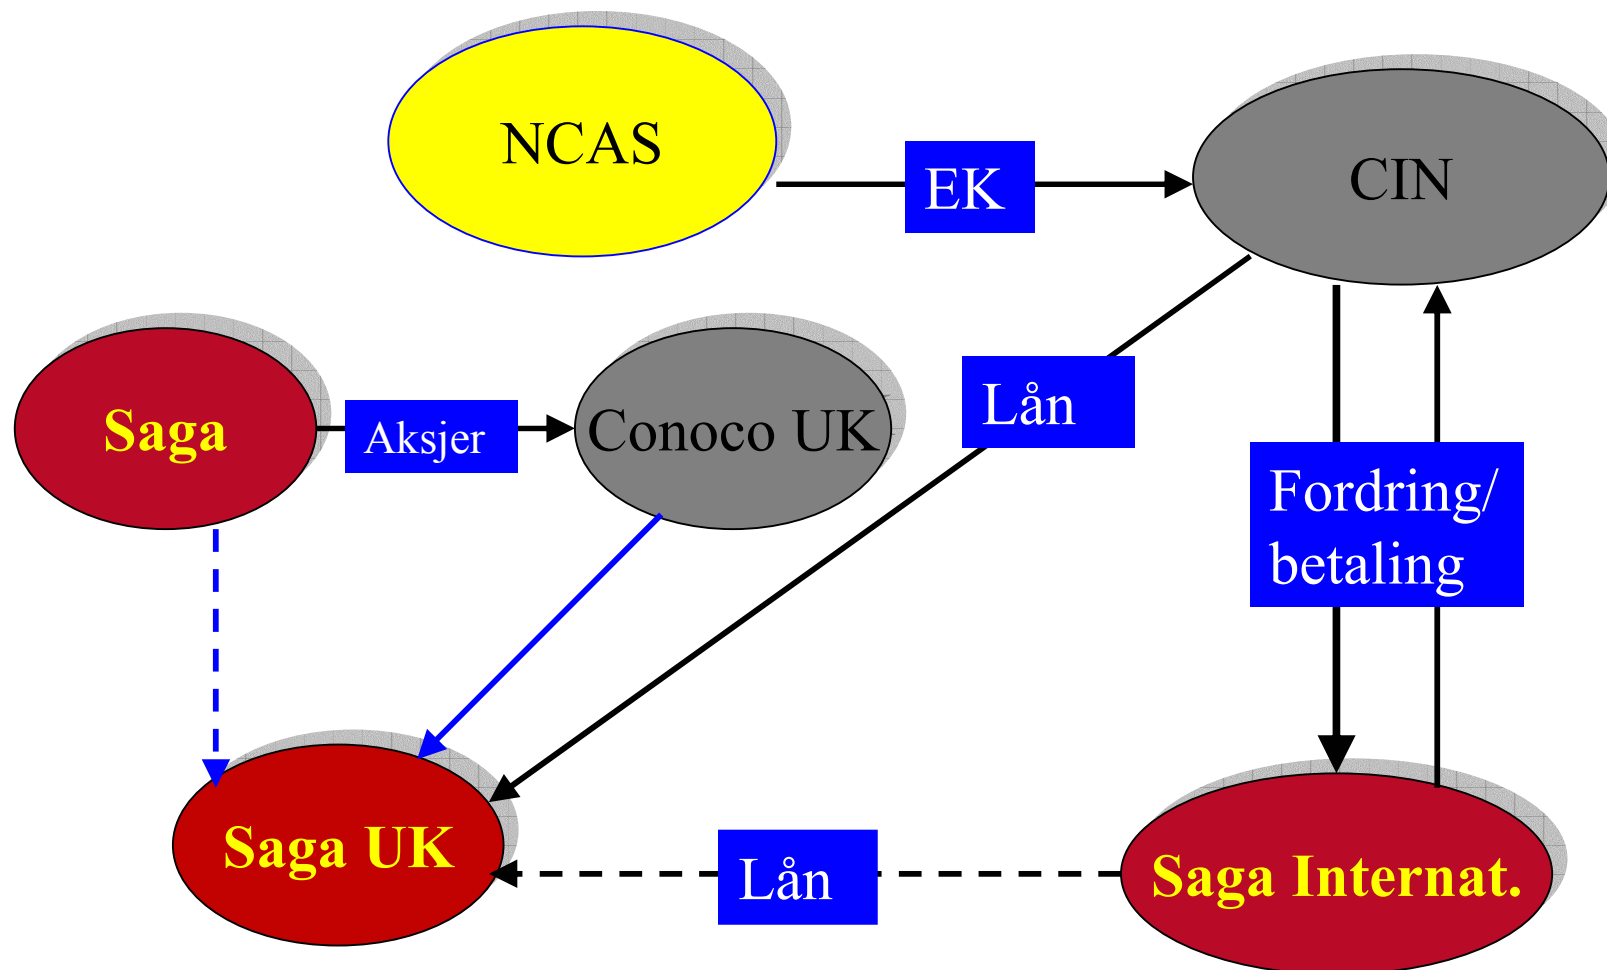 NCAS
EK
CIN
Saga
Aksjer
Conoco UK
Lån
Fordring/
betaling
Saga UK
Lån
Saga Internat.